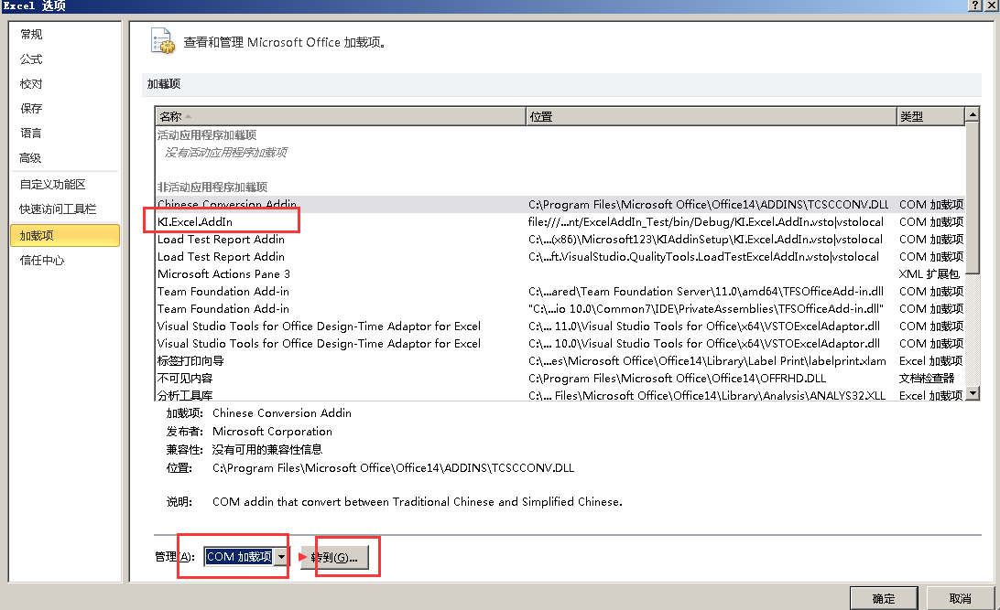 Excel 选项
常规
公式
校对
保存
语言
高级
自定义功能区
快速访问工具栏
加载项
信任中心
查看和管理 Microsoft Office 加载项。
加载项
名称 位置 类型
活动应用程序加载项
没有活动应用程序加载项
非活动应用程序加载项
Chinese Conversion Addin C:\Program Files\Microsoft Office\Office14\ADDINS\TCSCCONV.DLL COM 加载项
KI.Excel.AddIn file:///...nt/ExcelAddIn_Test/bin/Debug/KI.Excel.AddIn.vsto|vstolocal COM 加载项
Load Test Report Addin C:\...(x86)\Microsoft123\KIAddinSetup\KI.Excel.AddIn.vsto|vstolocal COM 加载项
Load Test Report Addin C:\...ft.VisualStudio.QualityTools.LoadTestExcelAddin.vsto|vstolocal COM 加载项
Microsoft Actions Pane 3 XML 扩展包
Team Foundation Add-in C:\...ared\Team Foundation Server\11.0\amd64\TFSOfficeAdd-in.dll COM 加载项
Team Foundation Add-in "C:\...io 10.0\Common7\IDE\PrivateAssemblies\TFSOfficeAdd-in.dll" COM 加载项
Visual Studio Tools for Office Design-Time Adaptor for Excel C:\... 11.0\Visual Studio Tools for Office\x64\VSTOExcelAdaptor.dll COM 加载项
Visual Studio Tools for Office Design-Time Adaptor for Excel C:\... 10.0\Visual Studio Tools for Office\x64\VSTOExcelAdaptor.dll COM 加载项
标签打印向导 C:\...es\Microsoft Office\Office14\Library\Label Print\labelprint.xlam Excel 加载项
不可见内容 C:\Program Files\Microsoft Office\Office14\OFFRHD.DLL 文档检查器
分析工具库 C:\... Files\Microsoft Office\Office14\Library\Analysis\ANALYS32.XLL Excel 加载项
加载项: Chinese Conversion Addin
发布者: Microsoft Corporation
兼容性: 没有可用的兼容性信息
位置: C:\Program Files\Microsoft Office\Office14\ADDINS\TCSCCONV.DLL
说明: COM addin that convert between Traditional Chinese and Simplified Chinese.
管理(A): COM 加载项 转到(G)...
确定 取消